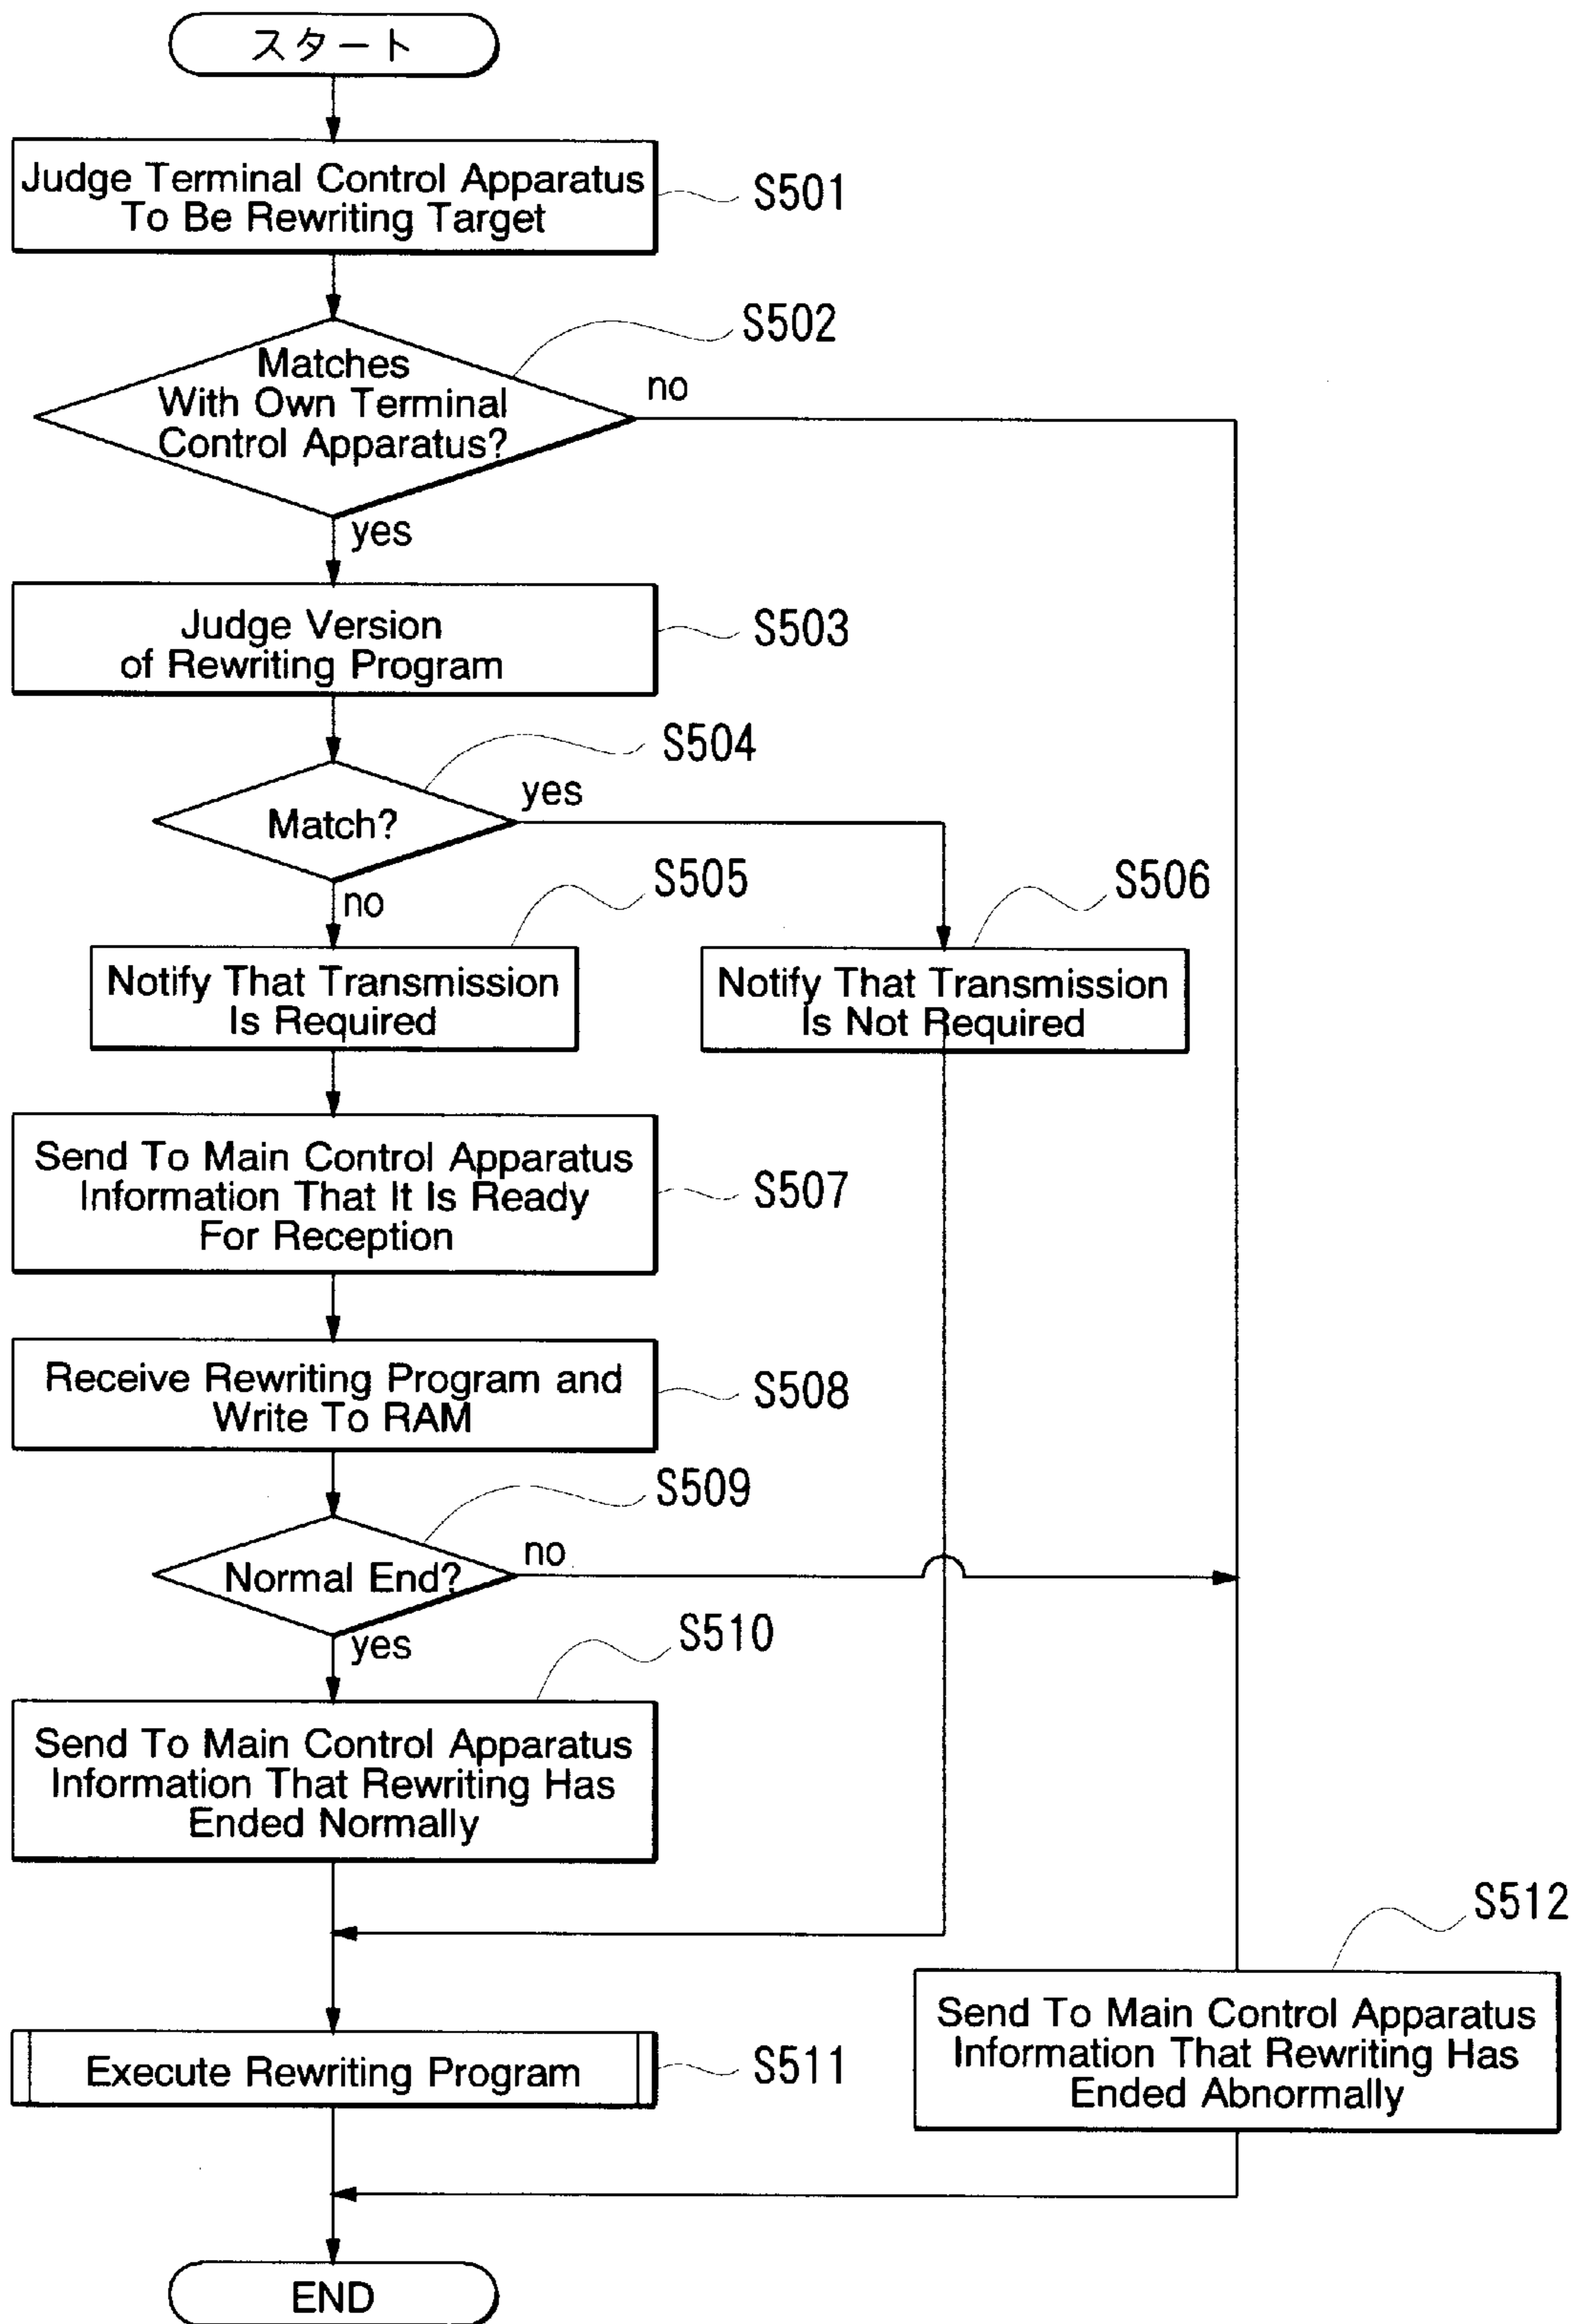 スタート
Judge Terminal Control Apparatus
To Be Rewriting Target
S501
S502
Matches
With Own Terminal
Control Apparatus?
no
yes
Judge Version
of Rewriting Program
S503
S504
Match?
yes
no
S505
S506
Notify That Transmission
Is Required
Notify That Transmission
Is Not Required
Send To Main Control Apparatus
Information That It Is Ready
For Reception
S507
Receive Rewriting Program and
Write To RAM
S508
S509
Normal End?
no
yes
S510
Send To Main Control Apparatus
Information That Rewriting Has
Ended Normally
S512
Send To Main Control Apparatus
Information That Rewriting Has
Ended Abnormally
Execute Rewriting Program
S511
END